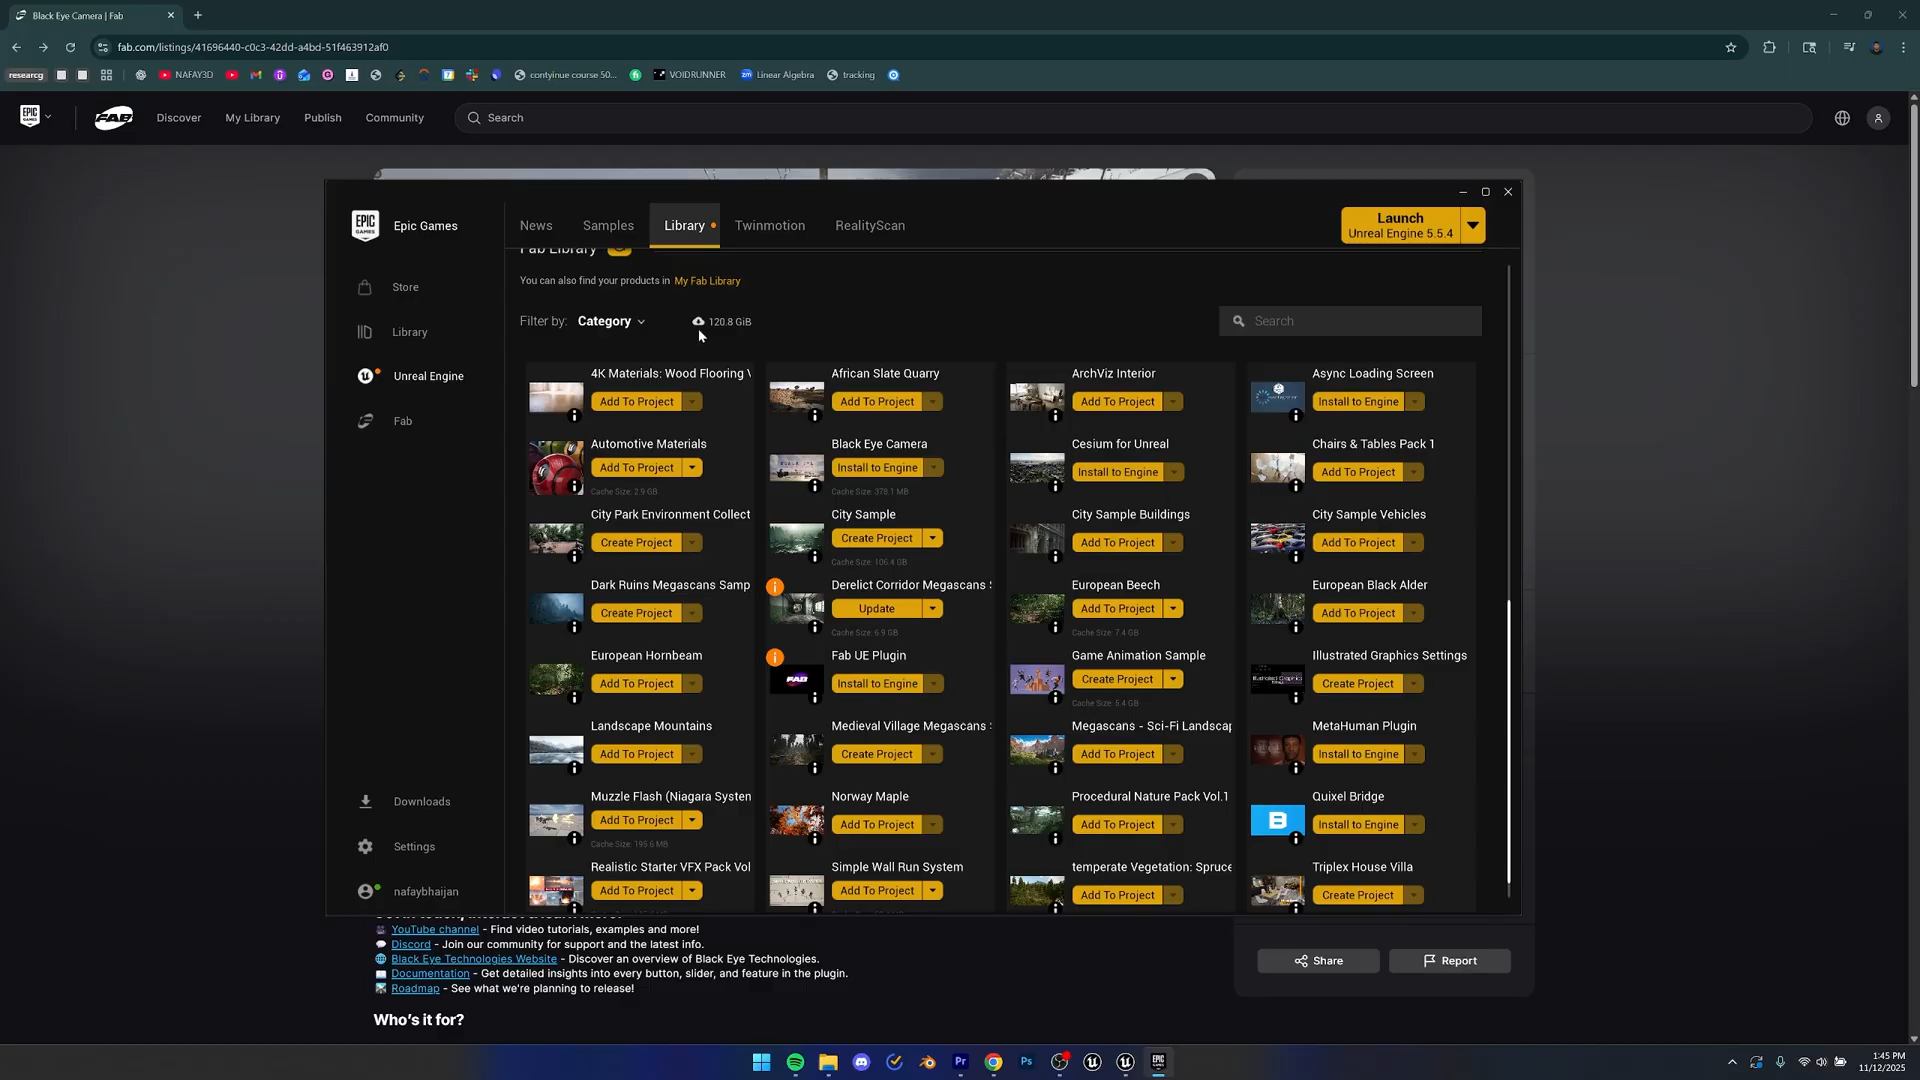 Black Eye Camera | Fab
fab.com/listings/41696440-c0c3-42dd-a4bd-51f463912af0
researcg
NAFAY3D
contyinue course 50...
VOIDRUNNER
zm
Linear Algebra
tracking
EPIC GAMES
FAB
Discover
My Library
Publish
Community
Search
EPIC GAMES
Epic Games
News
Samples
Library
Twinmotion
RealityScan
Launch
Unreal Engine 5.5.4
Store
Library
Unreal Engine
Fab
Downloads
Settings
nafaybhaijan
Fab Library
You can also find your products in My Fab Library
Filter by: Category
120.8 GiB
Search
4K Materials: Wood Flooring V
Add To Project
African Slate Quarry
Add To Project
ArchViz Interior
Add To Project
Async Loading Screen
Install to Engine
Automotive Materials
Add To Project
Cache Size: 2.9 GB
Black Eye Camera
Install to Engine
Cache Size: 378.1 MB
Cesium for Unreal
Install to Engine
Chairs & Tables Pack 1
Add To Project
City Park Environment Collect
Create Project
City Sample
Create Project
Cache Size: 106.4 GB
City Sample Buildings
Add To Project
City Sample Vehicles
Add To Project
Dark Ruins Megascans Samp
Create Project
Derelict Corridor Megascans S
Update
Cache Size: 6.9 GB
European Beech
Add To Project
Cache Size: 7.4 GB
European Black Alder
Add To Project
European Hornbeam
Add To Project
FAB
Fab UE Plugin
Install to Engine
Game Animation Sample
Create Project
Cache Size: 5.4 GB
Illustrated Graphics Settings
Create Project
Landscape Mountains
Add To Project
Medieval Village Megascans S
Create Project
Megascans - Sci-Fi Landscap
Add To Project
MetaHuman Plugin
Install to Engine
Muzzle Flash (Niagara System
Add To Project
Cache Size: 195.6 MB
Norway Maple
Add To Project
Procedural Nature Pack Vol.1
Add To Project
B
Quixel Bridge
Install to Engine
Realistic Starter VFX Pack Vol
Add To Project
Simple Wall Run System
Add To Project
temperate Vegetation: Spruce
Add To Project
Triplex House Villa
Create Project
YouTube channel - Find video tutorials, examples and more!
Discord - Join our community for support and the latest info.
Black Eye Technologies Website - Discover an overview of Black Eye Technologies.
Documentation - Get detailed insights into every button, slider, and feature in the plugin.
Roadmap - See what we're planning to release!
Who's it for?
Share
Report
Pr
Ps
EPIC
1:45 PM
11/12/2025